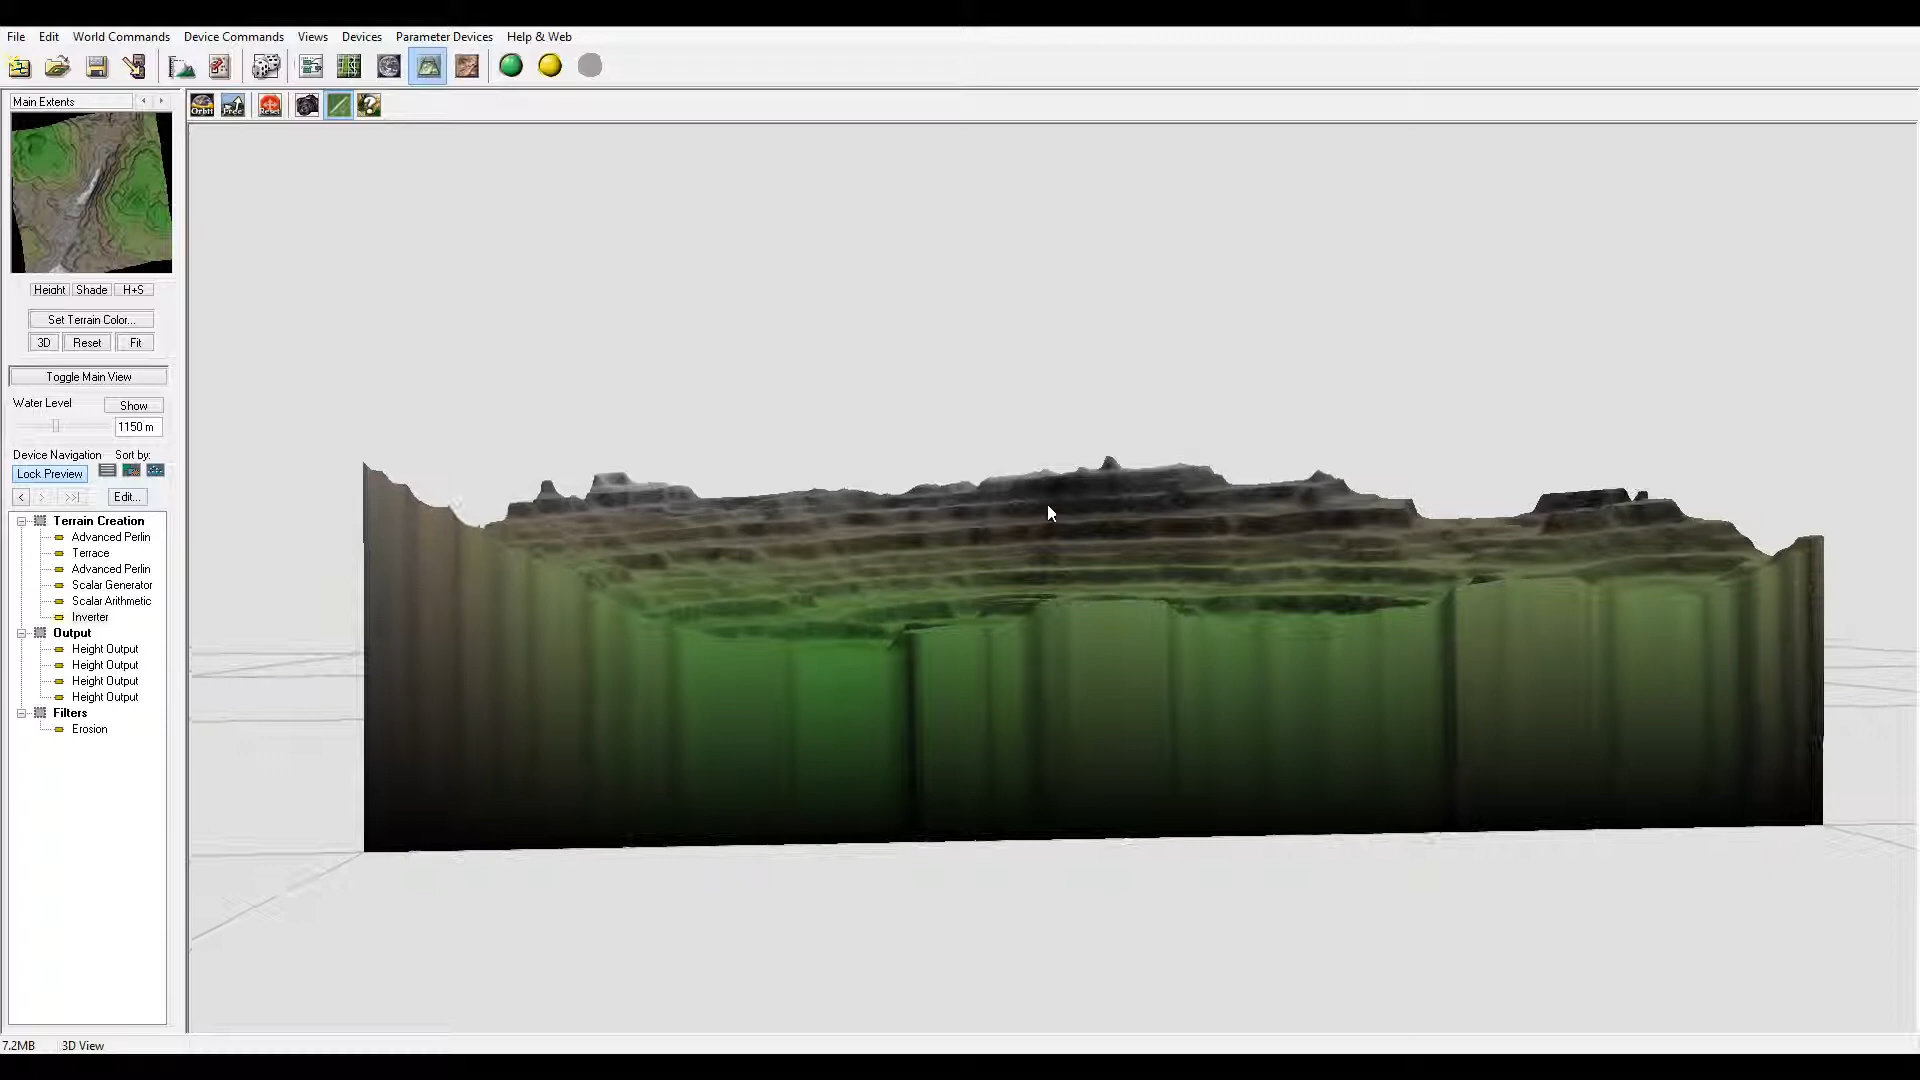 File Edit World Commands Device Commands Views Devices Parameter Devices Help & Web
Main Extents
Orbit Free Reset
Height Shade H+S
Set Terrain Color...
3D Reset Fit
Toggle Main View
Water Level Show
1150 m
Device Navigation Sort by:
Lock Preview
< > >>| Edit...
Terrain Creation
Advanced Perlin
Terrace
Advanced Perlin
Scalar Generator
Scalar Arithmetic
Inverter
Output
Height Output
Height Output
Height Output
Height Output
Filters
Erosion
7.2MB 3D View